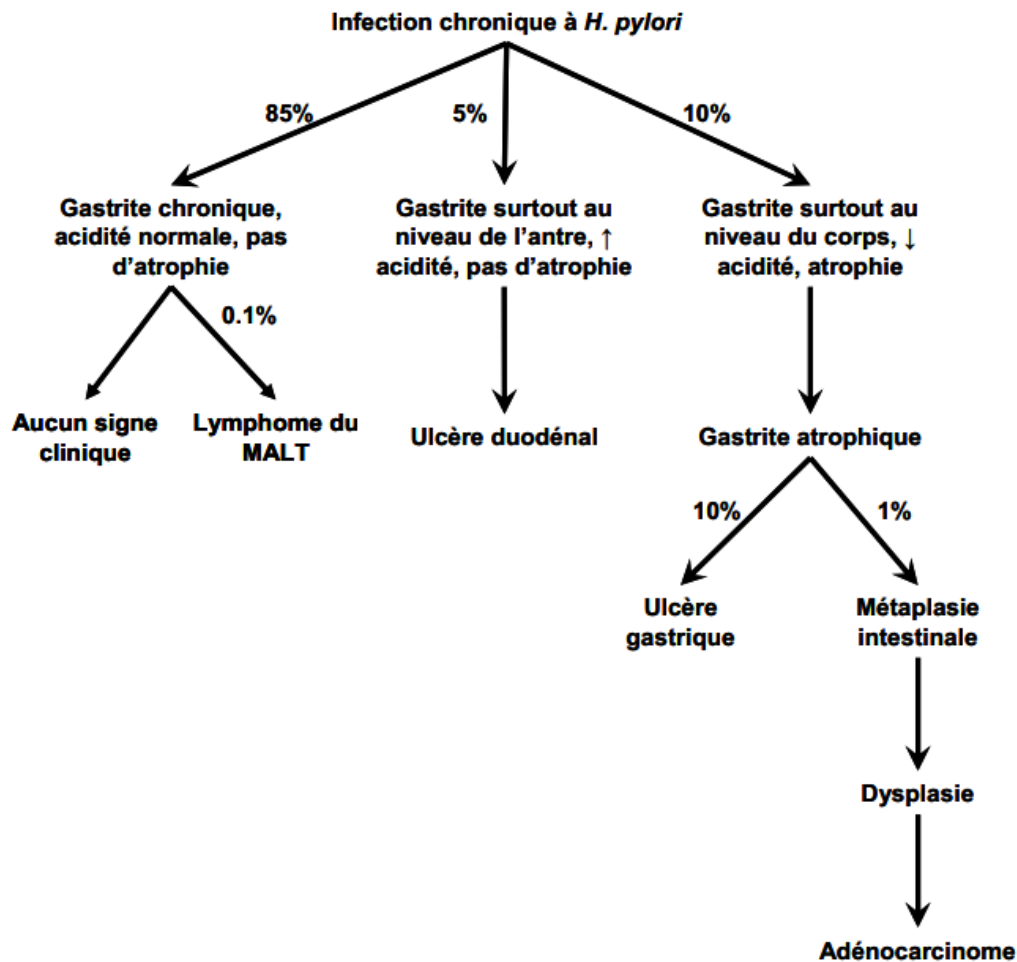 Infection chronique à H. pylori
85%
5%
10%
Gastrite chronique,
acidité normale, pas
d'atrophie
Gastrite surtout au
niveau de l'antre, ↑
acidité, pas d'atrophie
Gastrite surtout au
niveau du corps, ↓
acidité, atrophie
0.1%
Aucun signe
clinique
Lymphome du
MALT
Ulcère duodénal
Gastrite atrophique
10%
1%
Ulcère
gastrique
Métaplasie
intestinale
Dysplasie
Adénocarcinome